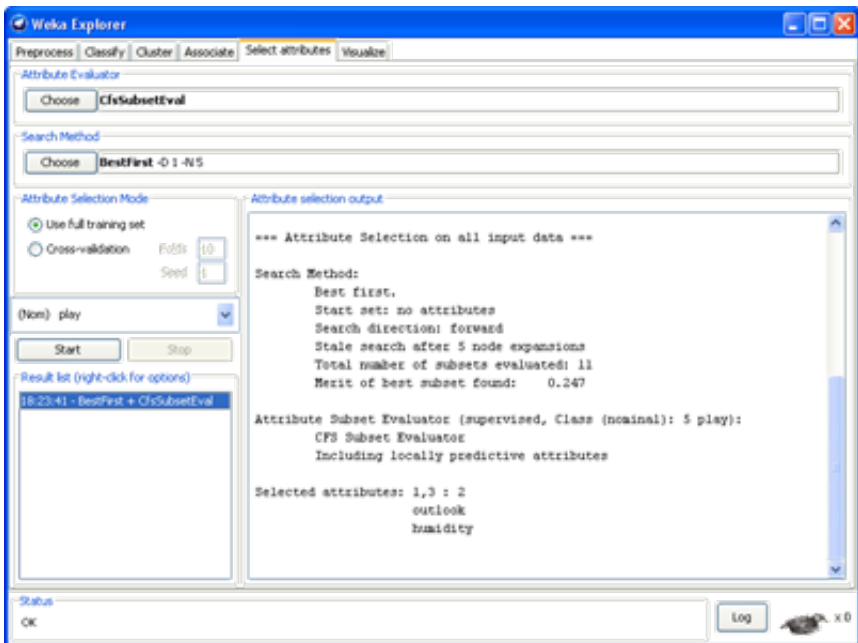 Weka Explorer
Preprocess Classify Cluster Associate Select attributes Visualize
Attribute Evaluator
Choose CfsSubsetEval
Search Method
Choose BestFirst -D 1 -N 5
Attribute Selection Mode
Use full training set
Cross-validation Folds 10
Seed 1
(Nom) play
Start Stop
Result list (right-click for options)
18:23:41 - BestFirst + CfsSubsetEval
Attribute selection output
=== Attribute Selection on all input data ===
Search Method:
Best first.
Start set: no attributes
Search direction: forward
Stale search after 5 node expansions
Total number of subsets evaluated: 11
Merit of best subset found: 0.247
Attribute Subset Evaluator (supervised, Class (nominal): 5 play):
CFS Subset Evaluator
Including locally predictive attributes
Selected attributes: 1,3 : 2
outlook
humidity
Status
OK
Log x 0